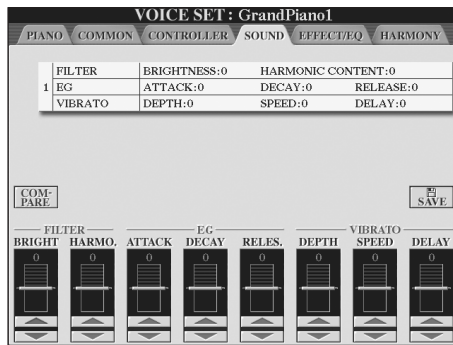 VOICE SET : GrandPiano1
PIANO COMMON CONTROLLER SOUND EFFECT/EQ HARMONY
FILTER BRIGHTNESS:0 HARMONIC CONTENT:0
1 EG ATTACK:0 DECAY:0 RELEASE:0
VIBRATO DEPTH:0 SPEED:0 DELAY:0
COM-
PARE
SAVE
FILTER EG VIBRATO
BRIGHT HARMO. ATTACK DECAY RELES. DEPTH SPEED DELAY
0 0 0 0 0 0 0 0